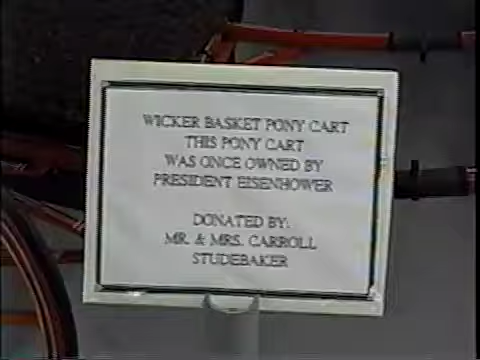 WICKER BASKET PONY CART
THIS PONY CART
WAS ONCE OWNED BY
PRESIDENT EISENHOWER
DONATED BY:
MR. & MRS. CARROLL
STUDEBAKER